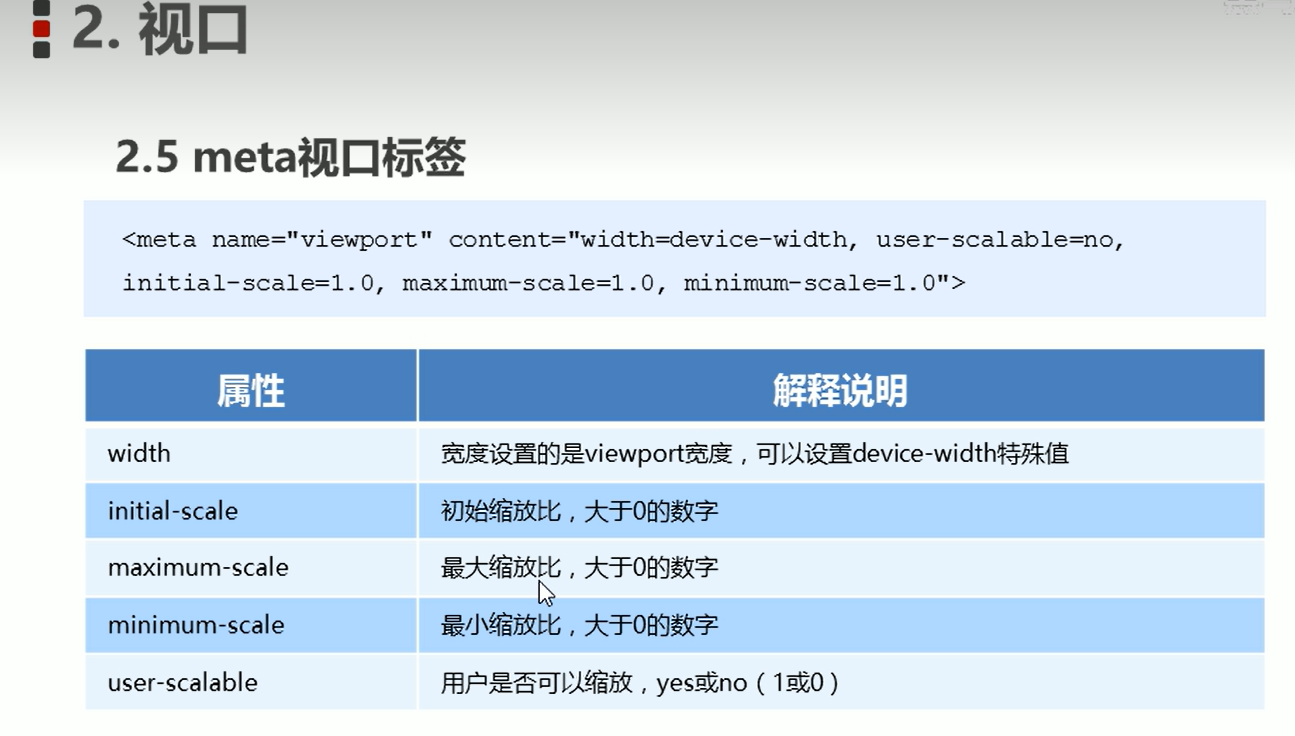 2. 视口
2.5 meta视口标签
<meta name="viewport" content="width=device-width, user-scalable=no,
initial-scale=1.0, maximum-scale=1.0, minimum-scale=1.0">
属性 解释说明
width 宽度设置的是viewport宽度，可以设置device-width特殊值
initial-scale 初始缩放比，大于0的数字
maximum-scale 最大缩放比，大于0的数字
minimum-scale 最小缩放比，大于0的数字
user-scalable 用户是否可以缩放，yes或no（1或0）